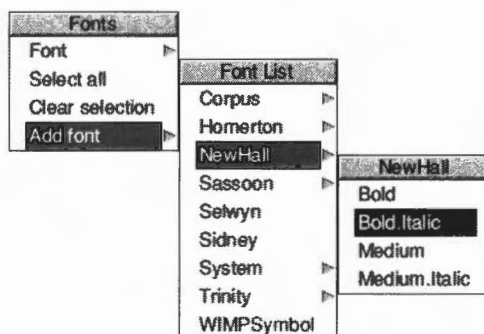 Fonts
Font
Select all
Clear selection
Add font
Font List
Corpus
Homerton
NewHall
Sassoon
Selwyn
Sidney
System
Trinity
WIMPSymbol
NewHall
Bold
Bold.Italic
Medium
Medium.Italic